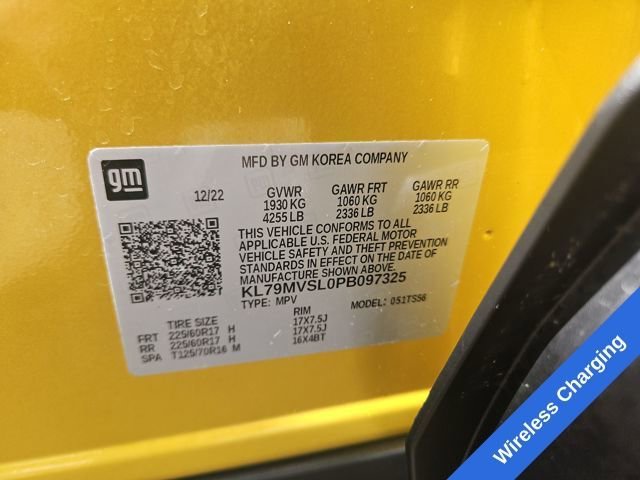 gm
MFD BY GM KOREA COMPANY
12/22 GVWR GAWR FRT GAWR RR
1930 KG 1060 KG 1060 KG
4255 LB 2336 LB 2336 LB
THIS VEHICLE CONFORMS TO ALL
APPLICABLE U.S. FEDERAL MOTOR
VEHICLE SAFETY AND THEFT PREVENTION
STANDARDS IN EFFECT ON THE DATE OF
MANUFACTURE SHOWN ABOVE.
KL79MVSL0PB097325
TYPE: MPV MODEL: 051TS56
TIRE SIZE RIM
FRT 225/60R17 H 17X7.5J
RR 225/60R17 H 17X7.5J
SPA T125/70R16 M 16X4BT
Wireless Charging